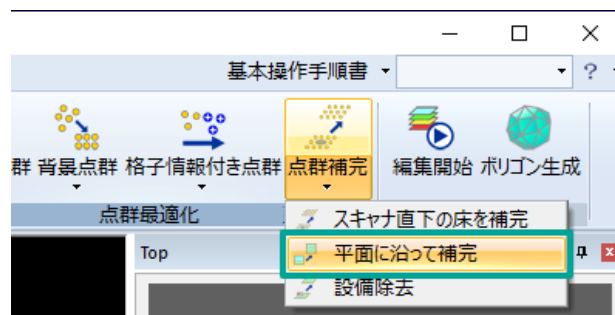 基本操作手順書
?
群 背景点群 格子情報付き点群 点群補完 編集開始 ポリゴン生成
点群最適化
スキャナ直下の床を補完
Top
平面に沿って補完
設備除去